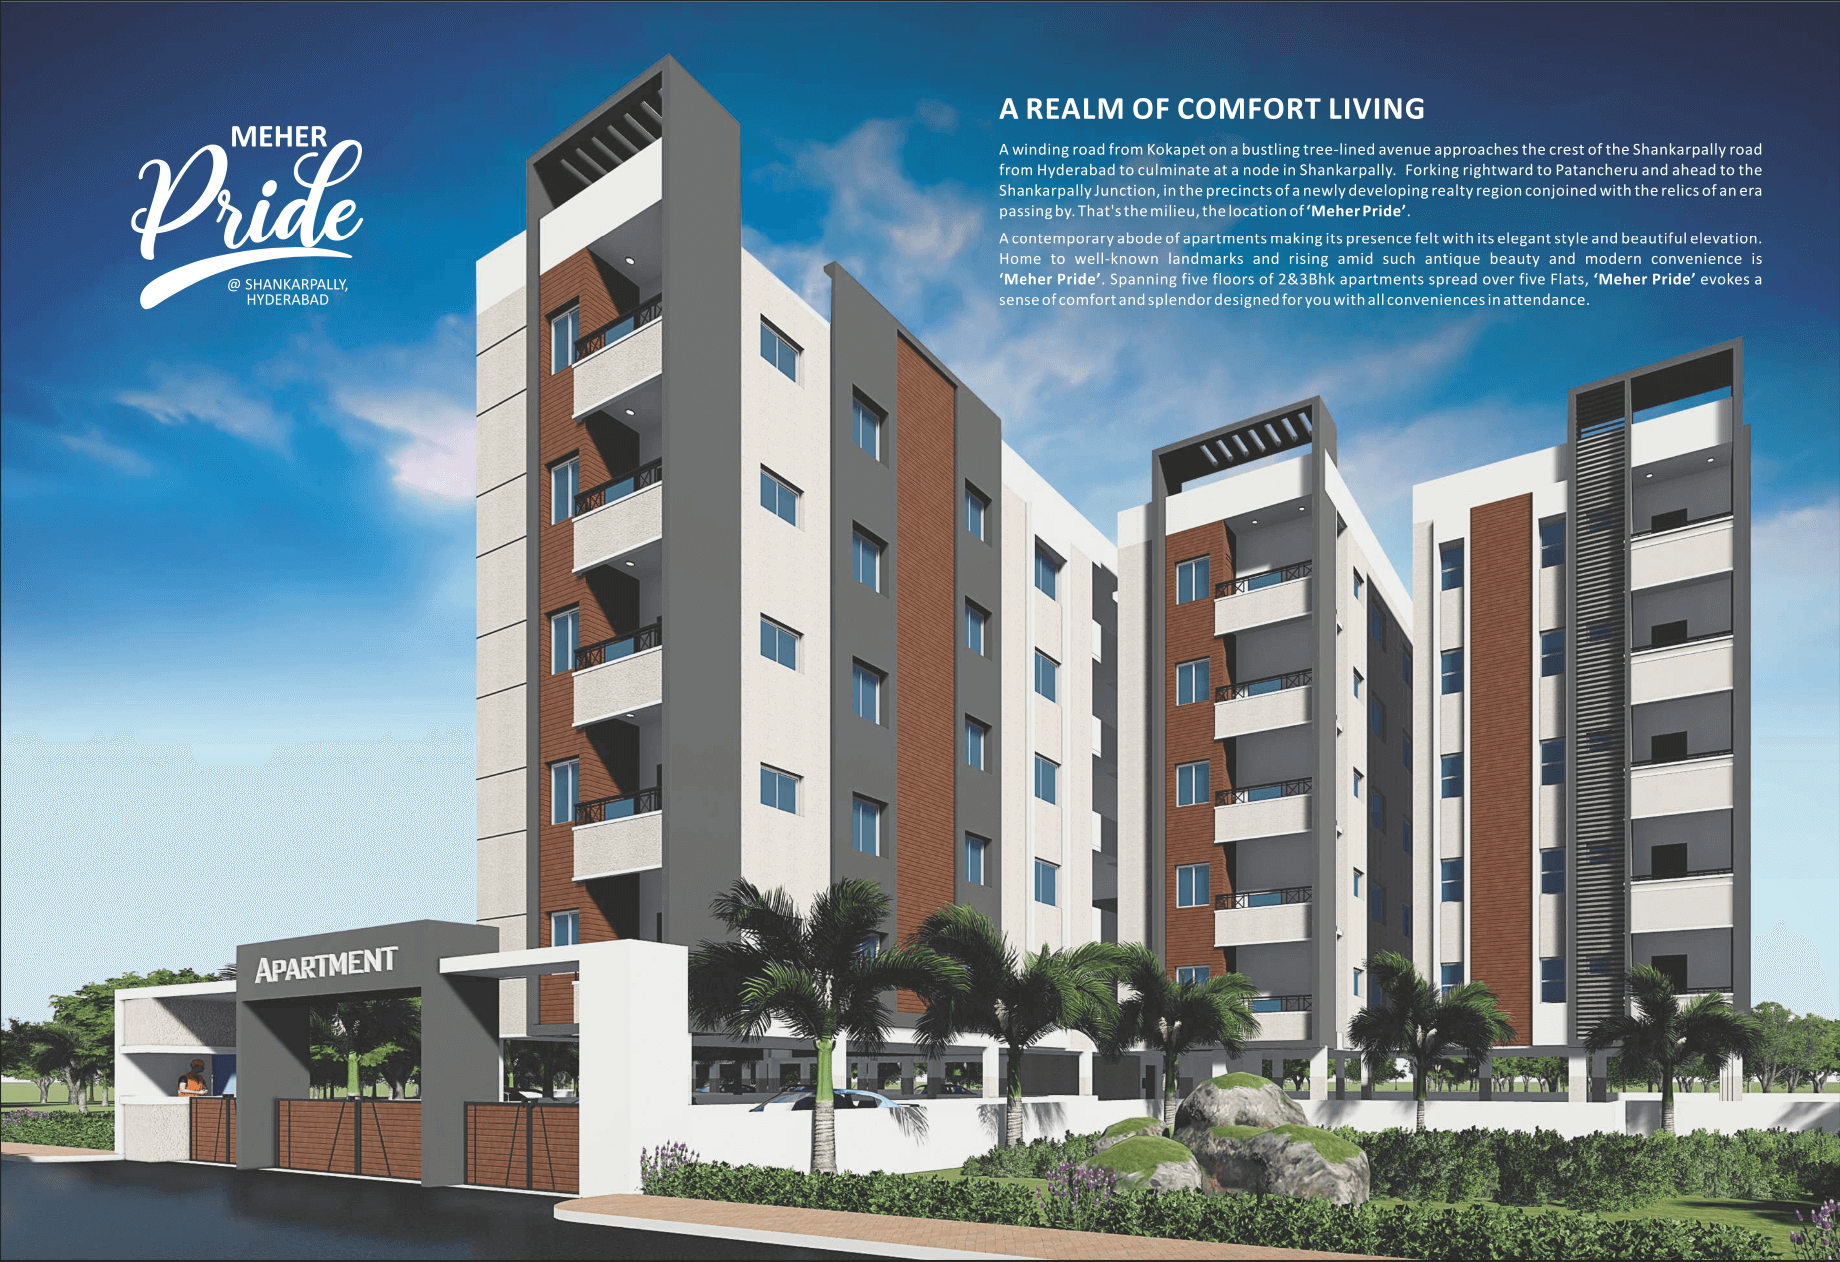 MEHER
Pride
@ SHANKARPALLY,
HYDERABAD
A REALM OF COMFORT LIVING
A winding road from Kokapet on a bustling tree-lined avenue approaches the crest of the Shankarpally road
from Hyderabad to culminate at a node in Shankarpally. Forking rightward to Patancheru and ahead to the
Shankarpally Junction, in the precincts of a newly developing realty region conjoined with the relics of an era
passing by. That's the milieu, the location of ‘Meher Pride’.
A contemporary abode of apartments making its presence felt with its elegant style and beautiful elevation.
Home to well-known landmarks and rising amid such antique beauty and modern convenience is
‘Meher Pride’. Spanning five floors of 2&3Bhk apartments spread over five Flats, ‘Meher Pride’ evokes a
sense of comfort and splendor designed for you with all conveniences in attendance.
APARTMENT